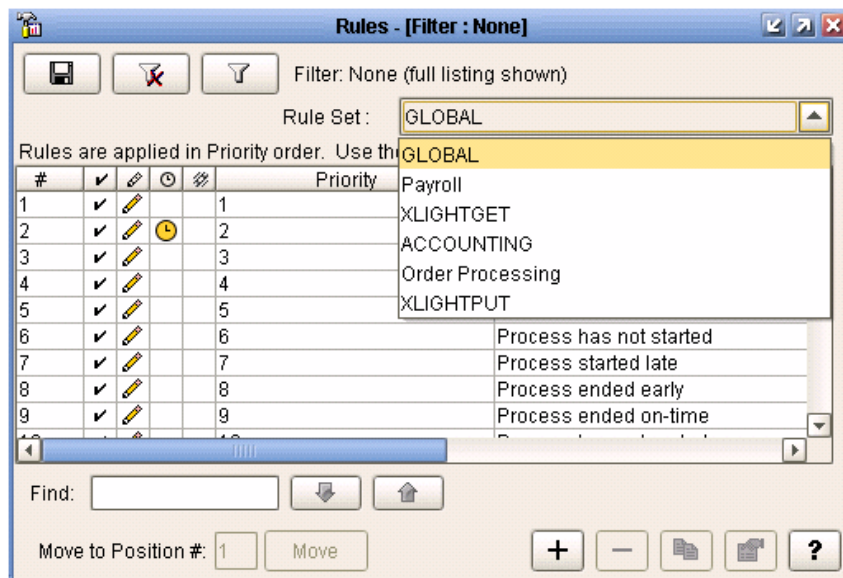 Rules - [Filter : None]
Filter: None (full listing shown)
Rule Set : GLOBAL
Rules are applied in Priority order. Use
GLOBAL
Payroll
XLIGHTGET
ACCOUNTING
Order Processing
XLIGHTPUT
# Priority
1 1
2 2
3 3
4 4
5 5
6 6 Process has not started
7 7 Process started late
8 8 Process ended early
9 9 Process ended on-time
Find:
Move to Position #: 1 Move
+ − ?